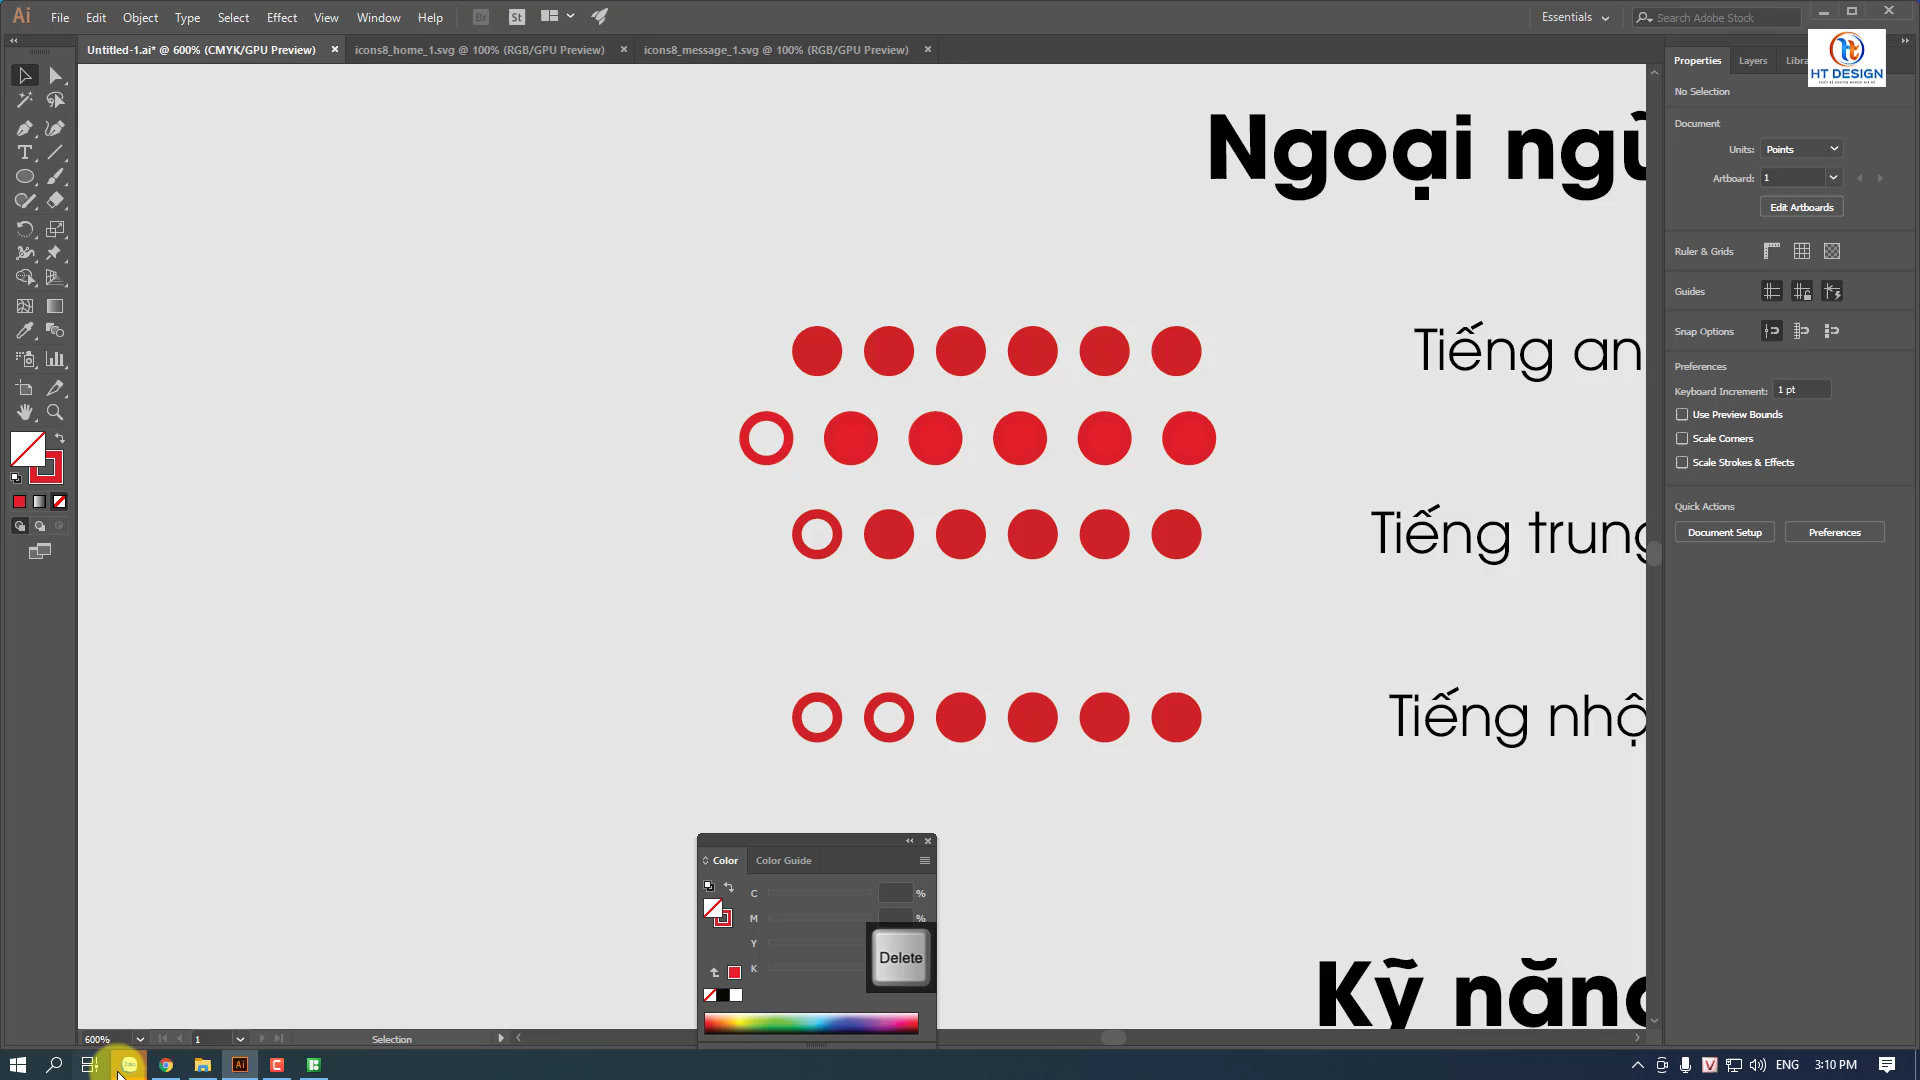 Ai File Edit Object Type Select Effect View Window Help Br St Essentials Search Adobe Stock
Untitled-1.ai* @ 600% (CMYK/GPU Preview) × icons8_home_1.svg @ 100% (RGB/GPU Preview) × icons8_message_1.svg @ 100% (RGB/GPU Preview) ×
Properties Layers Libra
HT DESIGN
No Selection
Document
Units: Points
Artboard: 1
Edit Artboards
Ruler & Grids
Guides
Snap Options
Preferences
Keyboard Increment: 1 pt
Use Preview Bounds
Scale Corners
Scale Strokes & Effects
Quick Actions
Document Setup Preferences
Ngoại ngữ
Tiếng an
Tiếng trung
Tiếng nhậ
Kỹ năng
Color Color Guide
C %
M %
Y
K
Delete
600% 1 Selection
Ai C V ENG 3:10 PM